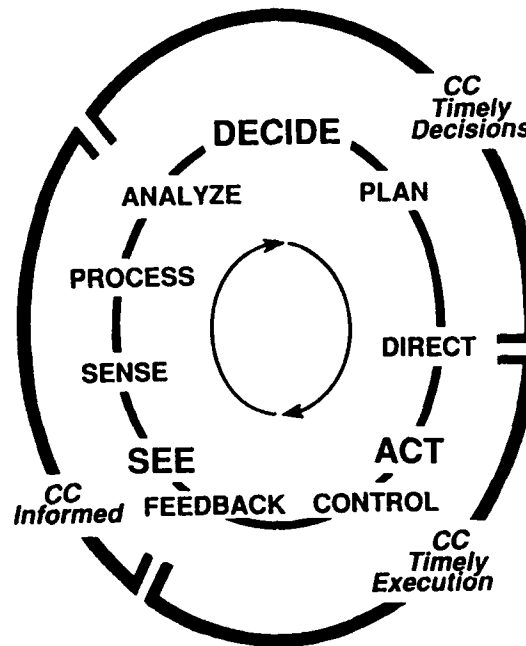 CC
Timely
Decisions
DECIDE
ANALYZE
PLAN
PROCESS
DIRECT
SENSE
SEE
ACT
CC
Informed
FEEDBACK
CONTROL
CC
Timely
Execution